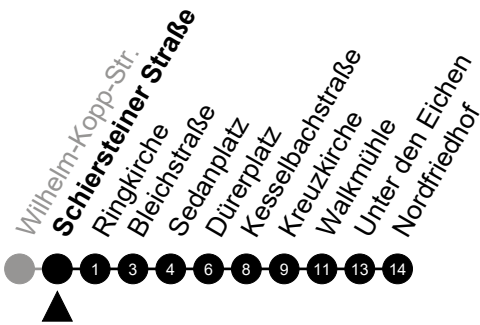 Wilhelm-Kopp-Str.
Schiersteiner Straße
Ringkirche
Bleichstraße
Sedanplatz
Dürerplatz
Kesselbachstraße
Kreuzkirche
Walkmühle
Unter den Eichen
Nordfriedhof
1 3 4 6 8 9 11 13 14